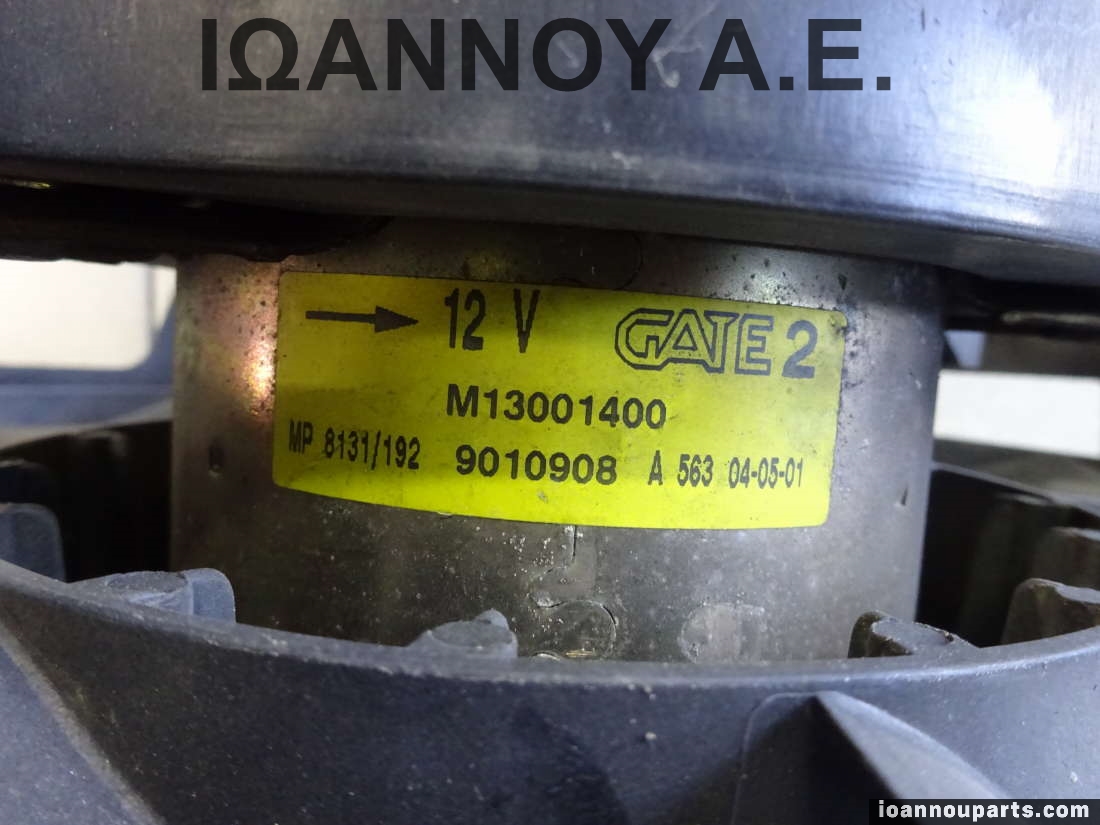 ΙΩΑΝΝΟΥ Α.Ε.
→ 12 V GATE 2
M13001400
MP 8131/192 9010908 A 563 04-05-01
ioannouparts.com